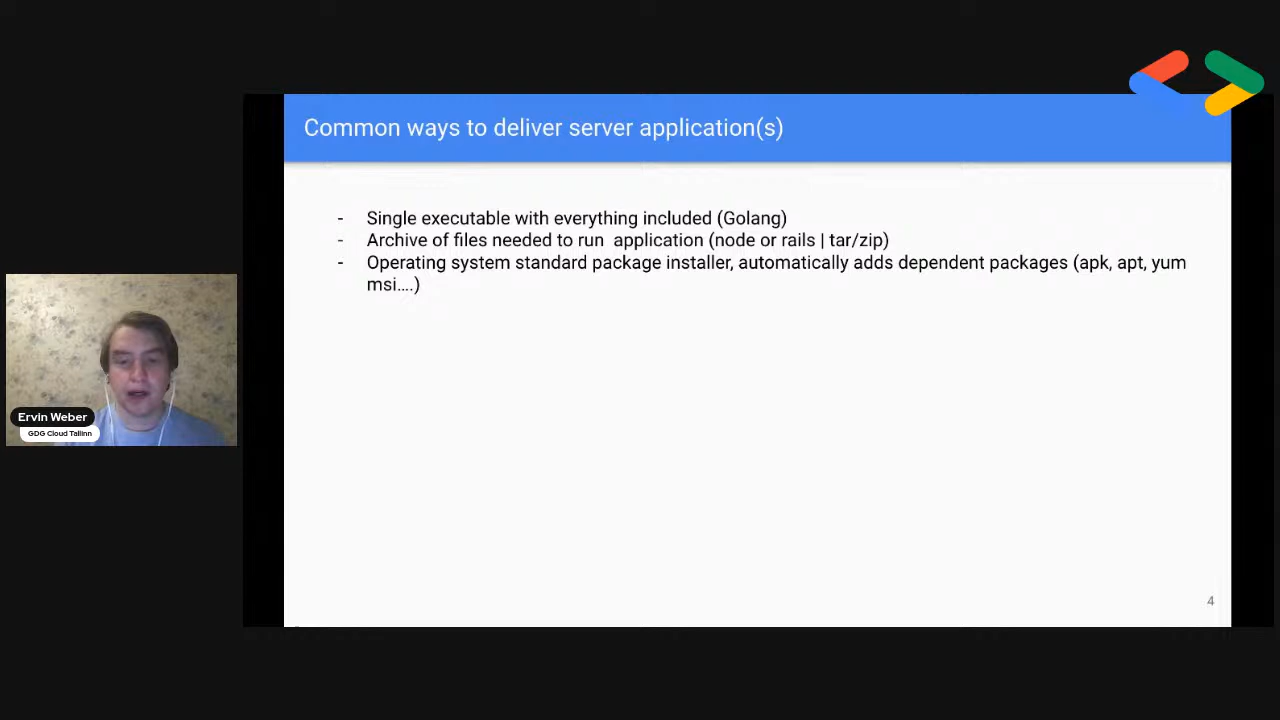 Common ways to deliver server application(s)
- Single executable with everything included (Golang)
- Archive of files needed to run  application (node or rails | tar/zip)
- Operating system standard package installer, automatically adds dependent packages (apk, apt, yum
msi....)
Ervin Weber
GDG Cloud Tallinn
4